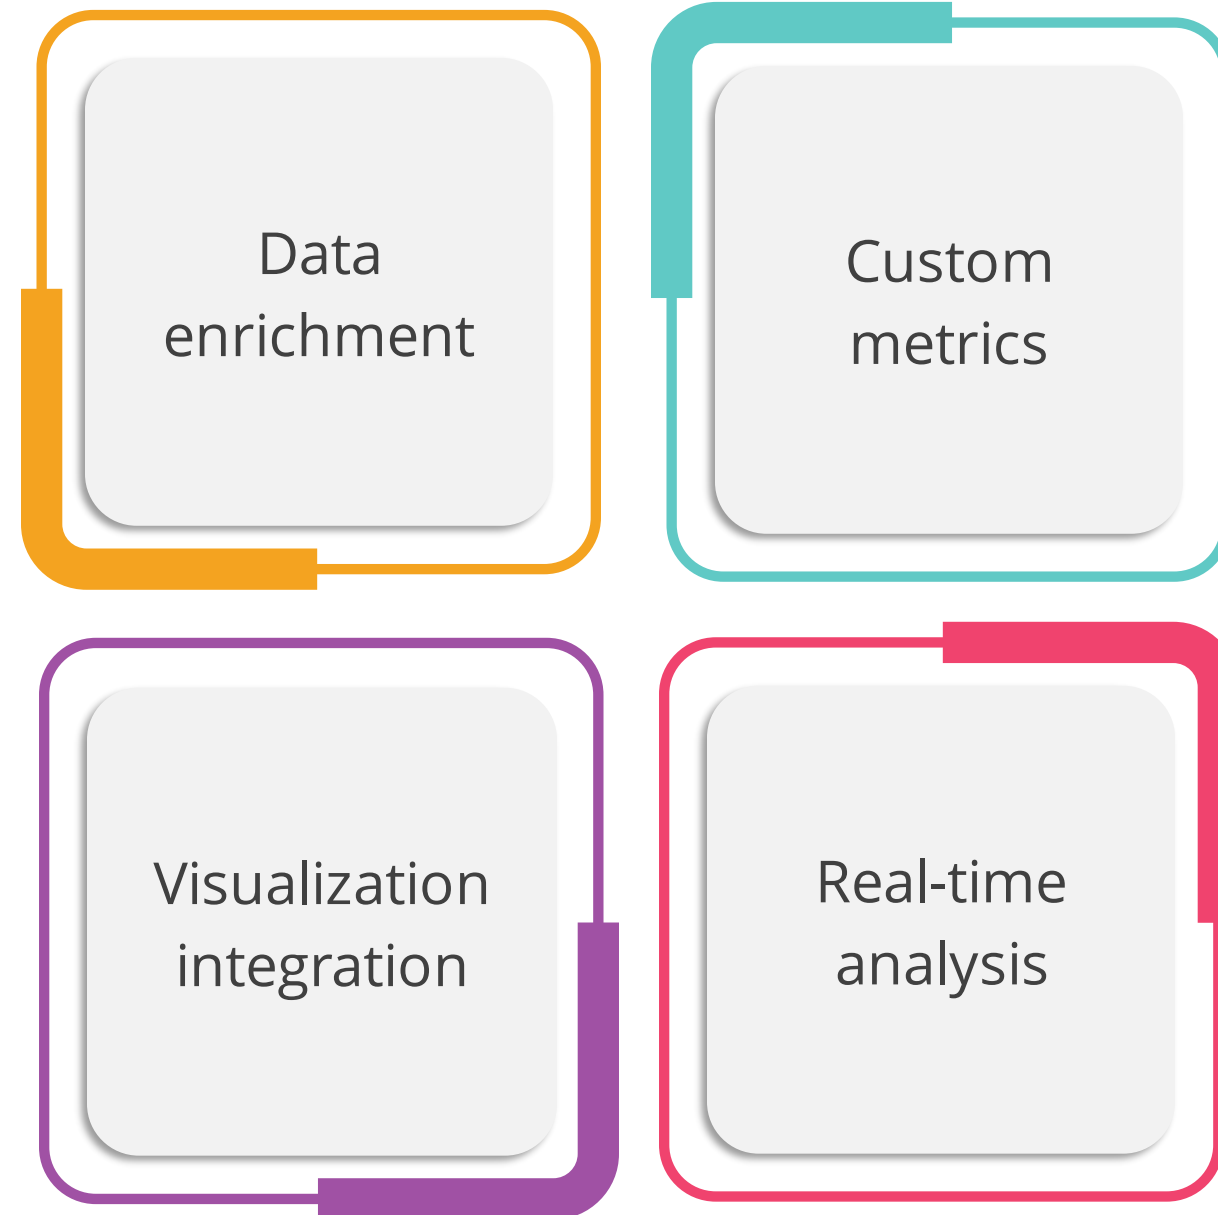 Data
enrichment
Custom
metrics
Visualization
integration
Real-time
analysis